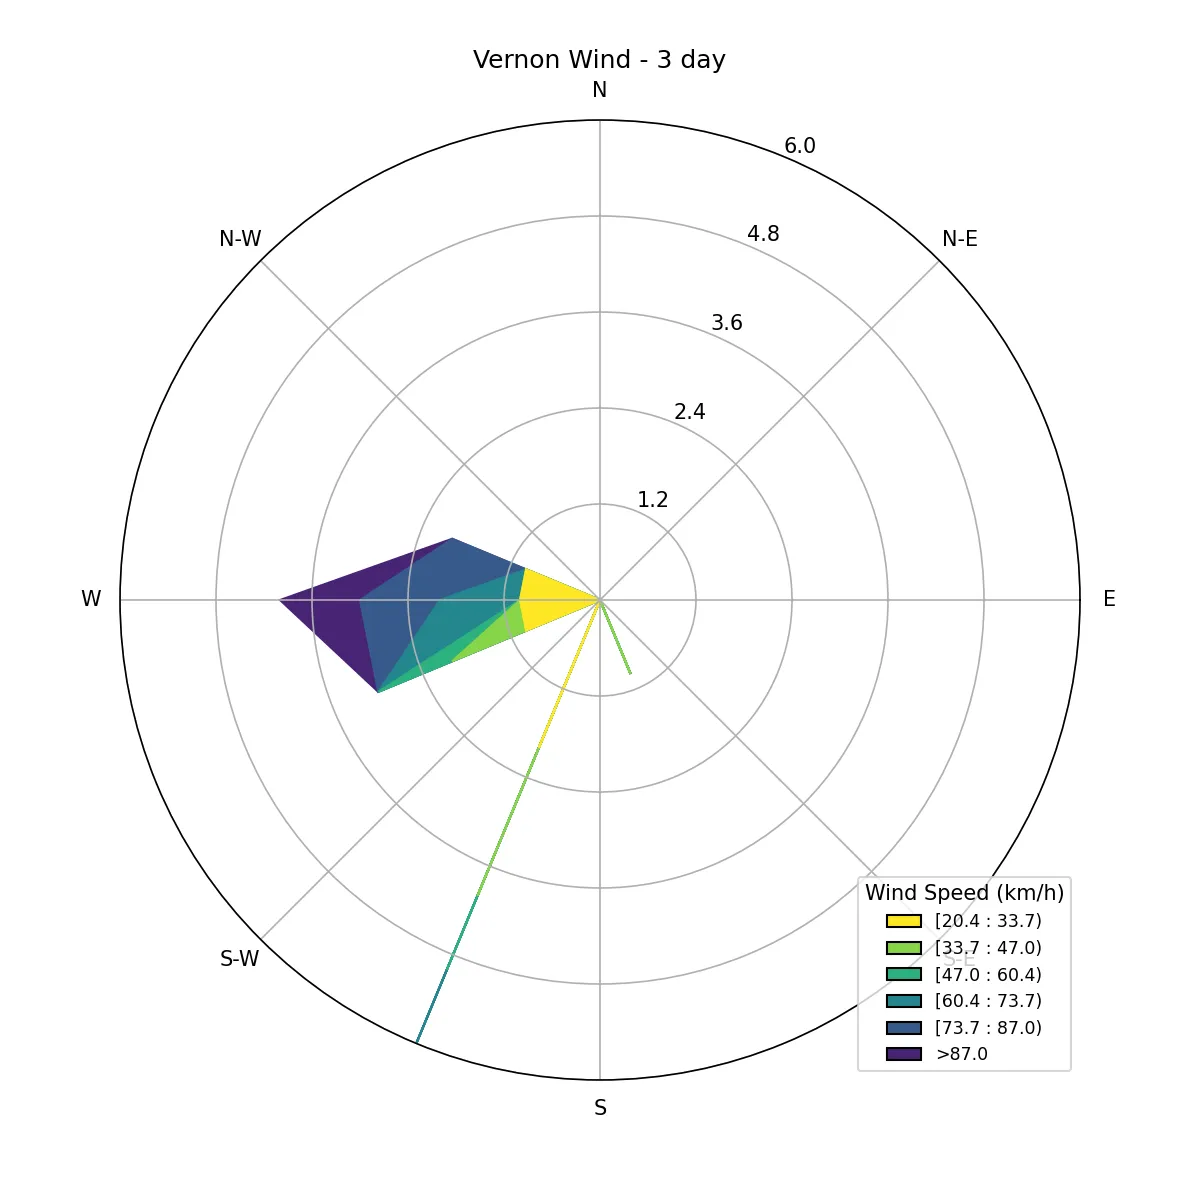 Vernon Wind - 3 day
N
6.0
N-W
N-E
4.8
3.6
2.4
1.2
W
E
S-W
S-E
S
Wind Speed (km/h)
[20.4 : 33.7)
[33.7 : 47.0)
[47.0 : 60.4)
[60.4 : 73.7)
[73.7 : 87.0)
>87.0